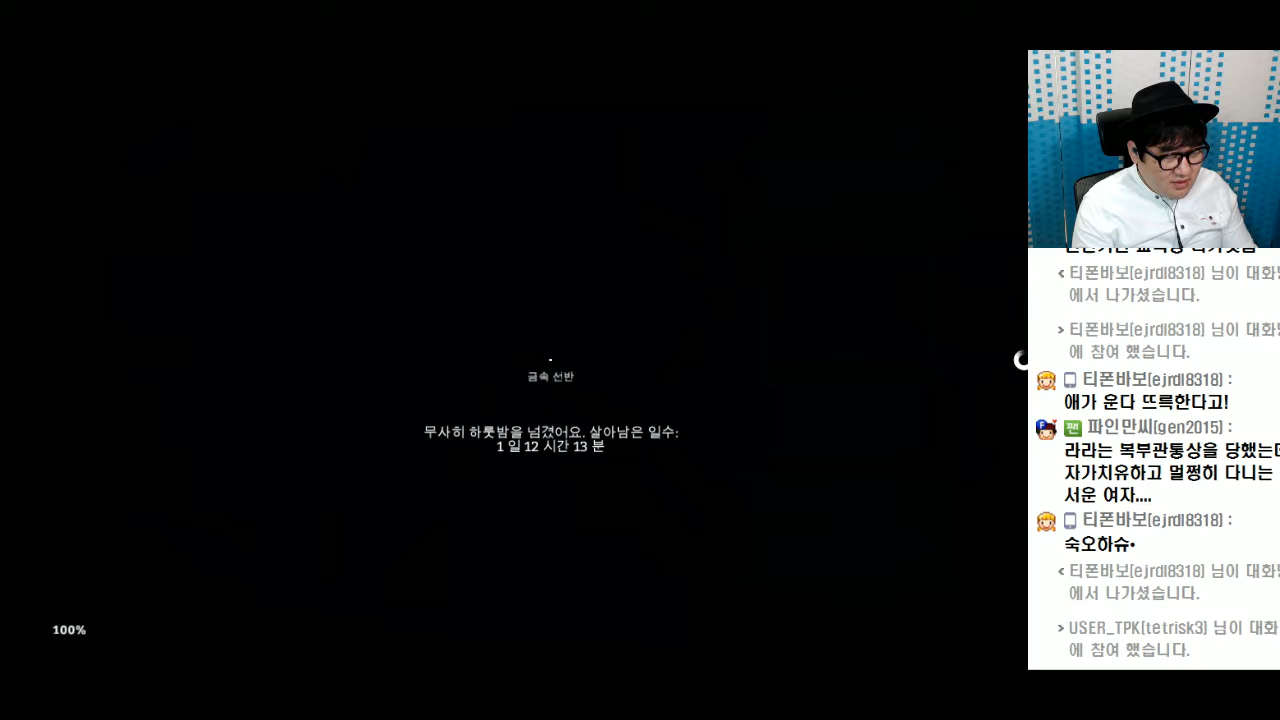 금속 선반
무사히 하룻밤을 넘겼어요. 살아남은 일수:
1 일 12 시간 13 분
100%
< 티폰바보[ejrdl8318] 님이 대화
에서 나가셨습니다.
> 티폰바보[ejrdl8318] 님이 대화
에 참여 했습니다.
티폰바보[ejrdl8318] :
애가 운다 뜨륵한다고!
팬 파인만씨[gen2015] :
라라는 복부관통상을 당했는데
자가치유하고 멀쩡히 다니는
서운 여자....
티폰바보[ejrdl8318] :
숙오하슈•
< 티폰바보[ejrdl8318] 님이 대화
에서 나가셨습니다.
> USER_TPK[tetrisk3] 님이 대화
에 참여 했습니다.